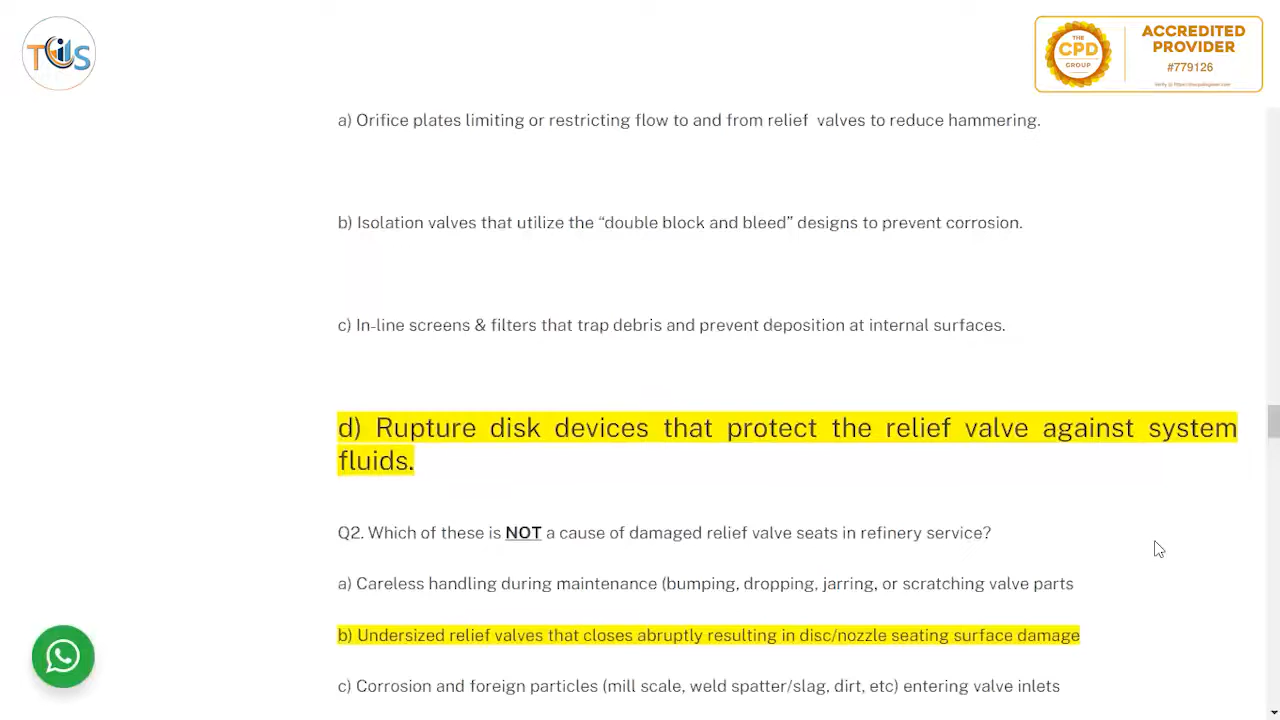 TCIS
THE
CPD
GROUP
ACCREDITED
PROVIDER
#779126
a) Orifice plates limiting or restricting flow to and from relief valves to reduce hammering.
b) Isolation valves that utilize the “double block and bleed” designs to prevent corrosion.
c) In-line screens & filters that trap debris and prevent deposition at internal surfaces.
d) Rupture disk devices that protect the relief valve against system
fluids.
Q2. Which of these is NOT a cause of damaged relief valve seats in refinery service?
a) Careless handling during maintenance (bumping, dropping, jarring, or scratching valve parts
b) Undersized relief valves that closes abruptly resulting in disc/nozzle seating surface damage
c) Corrosion and foreign particles (mill scale, weld spatter/slag, dirt, etc) entering valve inlets